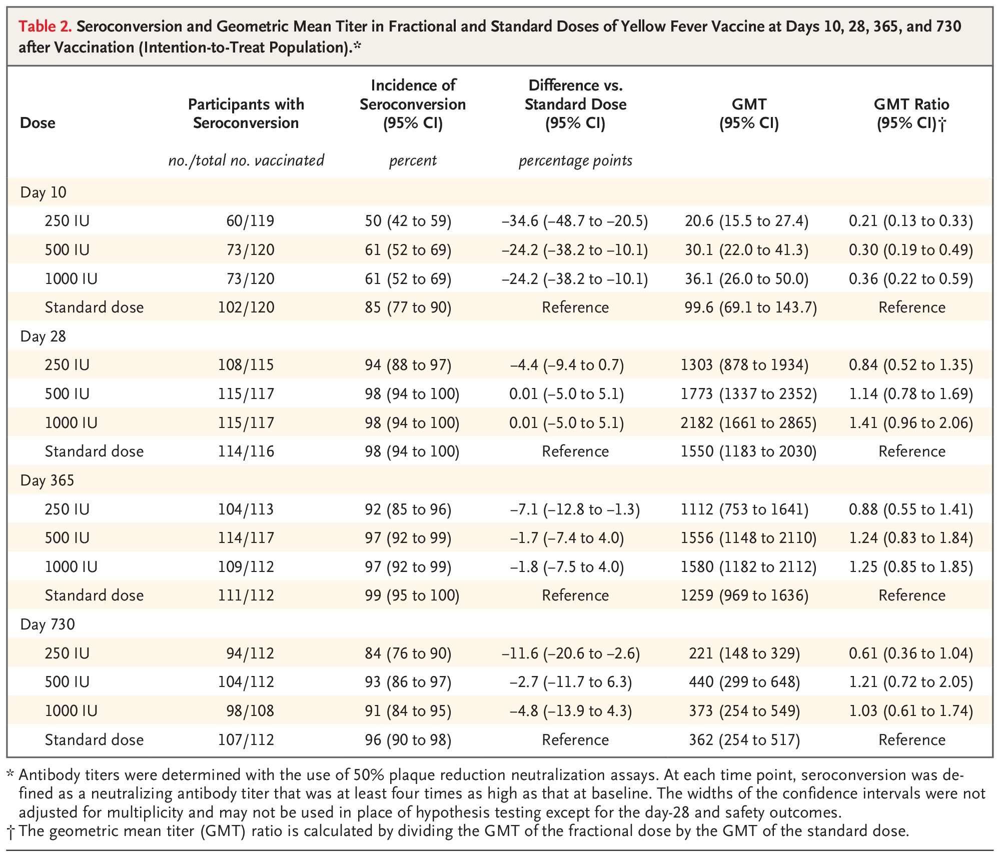 Table 2. Seroconversion and Geometric Mean Titer in Fractional and Standard Doses of Yellow Fever Vaccine at Days 10, 28, 365, and 730
after Vaccination (Intention-to-Treat Population).*
Dose Participants with Seroconversion Incidence of Seroconversion (95% CI) Difference vs. Standard Dose (95% CI) GMT (95% CI) GMT Ratio (95% CI)†
no./total no. vaccinated percent percentage points
Day 10
250 IU 60/119 50 (42 to 59) –34.6 (–48.7 to –20.5) 20.6 (15.5 to 27.4) 0.21 (0.13 to 0.33)
500 IU 73/120 61 (52 to 69) –24.2 (–38.2 to –10.1) 30.1 (22.0 to 41.3) 0.30 (0.19 to 0.49)
1000 IU 73/120 61 (52 to 69) –24.2 (–38.2 to –10.1) 36.1 (26.0 to 50.0) 0.36 (0.22 to 0.59)
Standard dose 102/120 85 (77 to 90) Reference 99.6 (69.1 to 143.7) Reference
Day 28
250 IU 108/115 94 (88 to 97) –4.4 (–9.4 to 0.7) 1303 (878 to 1934) 0.84 (0.52 to 1.35)
500 IU 115/117 98 (94 to 100) 0.01 (–5.0 to 5.1) 1773 (1337 to 2352) 1.14 (0.78 to 1.69)
1000 IU 115/117 98 (94 to 100) 0.01 (–5.0 to 5.1) 2182 (1661 to 2865) 1.41 (0.96 to 2.06)
Standard dose 114/116 98 (94 to 100) Reference 1550 (1183 to 2030) Reference
Day 365
250 IU 104/113 92 (85 to 96) –7.1 (–12.8 to –1.3) 1112 (753 to 1641) 0.88 (0.55 to 1.41)
500 IU 114/117 97 (92 to 99) –1.7 (–7.4 to 4.0) 1556 (1148 to 2110) 1.24 (0.83 to 1.84)
1000 IU 109/112 97 (92 to 99) –1.8 (–7.5 to 4.0) 1580 (1182 to 2112) 1.25 (0.85 to 1.85)
Standard dose 111/112 99 (95 to 100) Reference 1259 (969 to 1636) Reference
Day 730
250 IU 94/112 84 (76 to 90) –11.6 (–20.6 to –2.6) 221 (148 to 329) 0.61 (0.36 to 1.04)
500 IU 104/112 93 (86 to 97) –2.7 (–11.7 to 6.3) 440 (299 to 648) 1.21 (0.72 to 2.05)
1000 IU 98/108 91 (84 to 95) –4.8 (–13.9 to 4.3) 373 (254 to 549) 1.03 (0.61 to 1.74)
Standard dose 107/112 96 (90 to 98) Reference 362 (254 to 517) Reference
* Antibody titers were determined with the use of 50% plaque reduction neutralization assays. At each time point, seroconversion was de-
fined as a neutralizing antibody titer that was at least four times as high as that at baseline. The widths of the confidence intervals were not
adjusted for multiplicity and may not be used in place of hypothesis testing except for the day-28 and safety outcomes.
† The geometric mean titer (GMT) ratio is calculated by dividing the GMT of the fractional dose by the GMT of the standard dose.